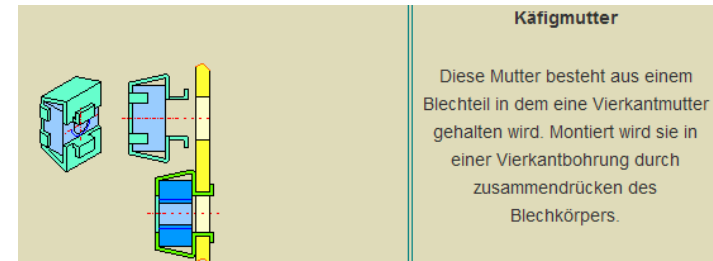 Käfigmutter
Diese Mutter besteht aus einem
Blechteil in dem eine Vierkantmutter
gehalten wird. Montiert wird sie in
einer Vierkantbohrung durch
zusammendrücken des
Blechkörpers.